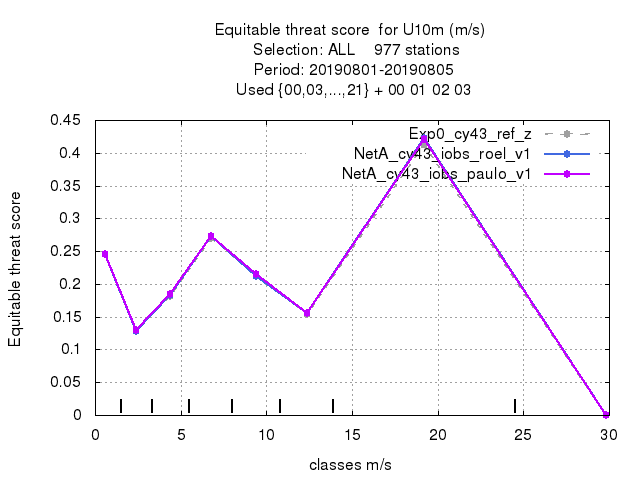 Equitable threat score  for U10m (m/s)
Selection: ALL    977 stations
Period: 20190801-20190805
Used {00,03,...,21} + 00 01 02 03
Exp0_cy43_ref_z
NetA_cy43_iobs_roel_v1
NetA_cy43_iobs_paulo_v1
Equitable threat score
0.45
0.4
0.35
0.3
0.25
0.2
0.15
0.1
0.05
0
0 5 10 15 20 25 30
classes m/s